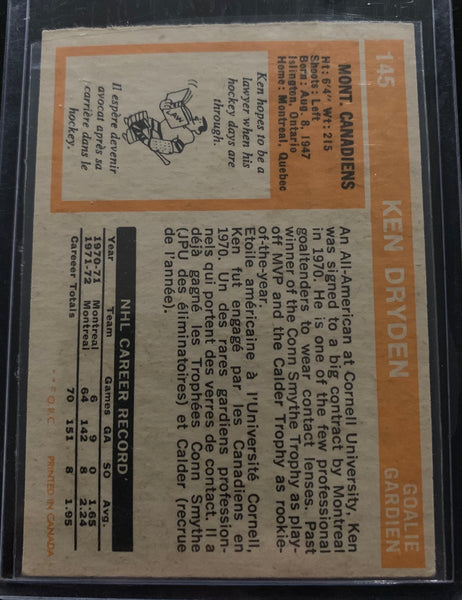 145
KEN DRYDEN
GOALIE
GARDIEN
MONT. CANADIENS
Ht: 6'4" Wt: 215
Shoots: Left
Born: Aug. 8, 1947
Islington, Ontario
Home: Montreal, Quebec
Ken hopes to be a
lawyer when his
hockey days are
through.
LAW
Il espère devenir
avocat après sa
carrière dans le
hockey.
An All-American at Cornell University, Ken
was signed to a big contract by Montreal
in 1970. He is one of the few professional
goaltenders to wear contact lenses. Past
winner of the Conn Smythe Trophy as play-
off MVP and the Calder Trophy as rookie-
of-the-year.
Etoile américaine à l'Université Cornell,
Ken fut engagé par les Canadiens en
1970. Un des rares gardiens profession-
nels qui portent des verres de contact. Il a
déjà gagné les Trophées Conn Smythe
(JPU des éliminatoires) et Calder (recrue
de l'année).
NHL CAREER RECORD
Year Team Games GA SO Avg.
1970-71 Montreal 6 9 0 1.65
1971-72 Montreal 64 142 8 2.24
Career Totals 70 151 8 1.95
* * O.P.C. PRINTED IN CANADA